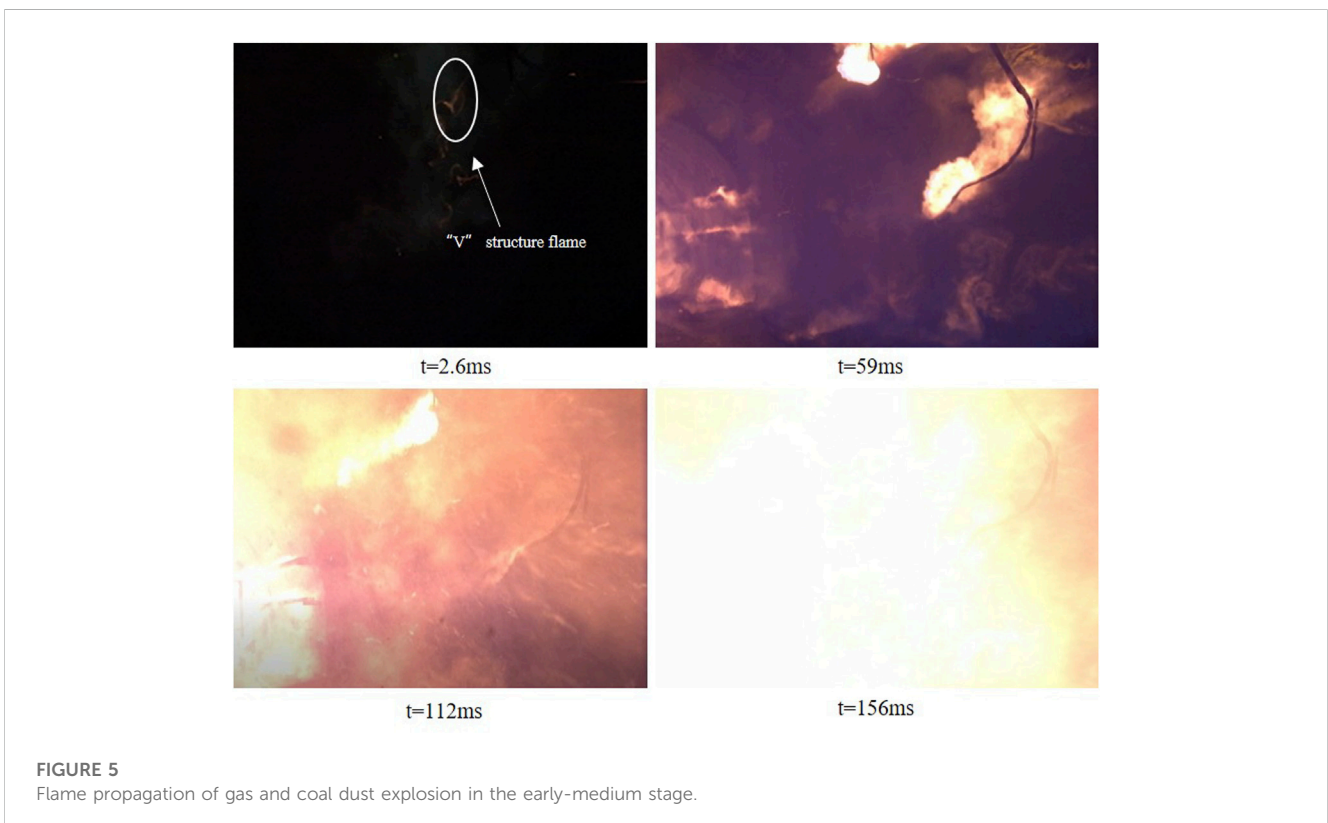 “V” structure flame
t=2.6ms
t=59ms
t=112ms
t=156ms
FIGURE 5
Flame propagation of gas and coal dust explosion in the early-medium stage.